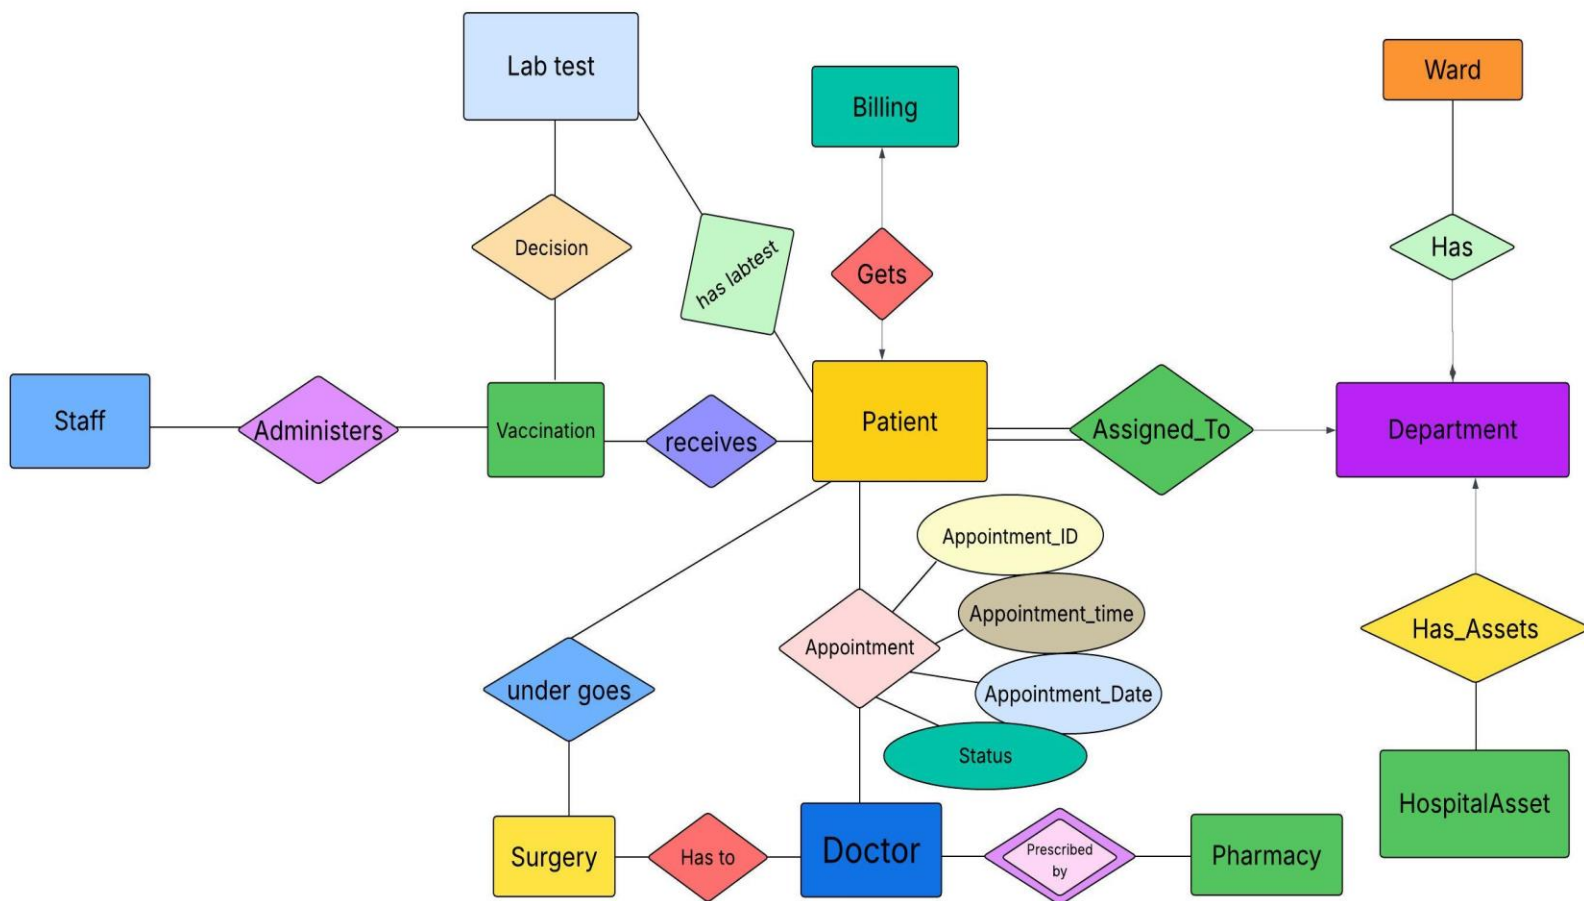 Lab test
Billing
Ward
Decision
has labtest
Gets
Has
Staff
Administers
Vaccination
receives
Patient
Assigned_To
Department
Appointment_ID
Appointment_time
Appointment
Appointment_Date
Status
under goes
Has_Assets
HospitalAsset
Surgery
Has to
Doctor
Prescribed
by
Pharmacy